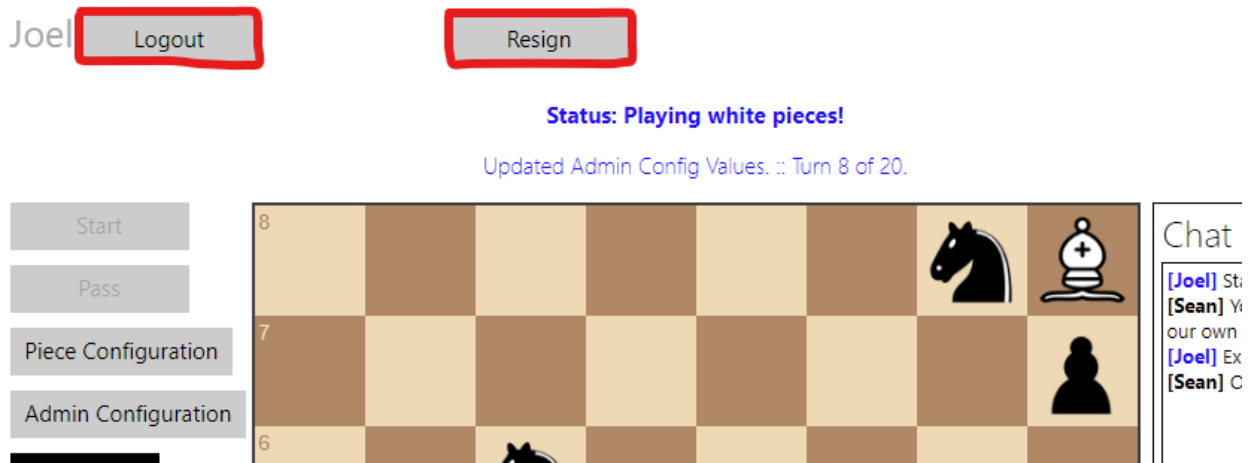 Joel Logout Resign
Status: Playing white pieces!
Updated Admin Config Values. :: Turn 8 of 20.
Start
Pass
Piece Configuration
Admin Configuration
8
7
6
Chat
[Joel]
[Sean]
our own
[Joel]
[Sean]